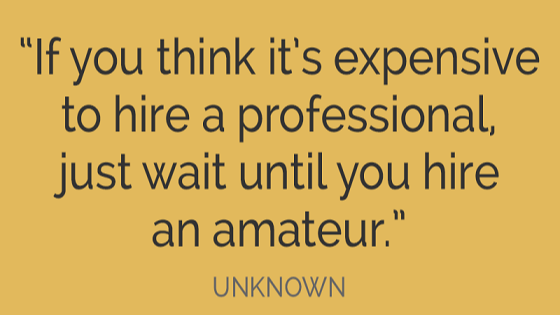 “If you think it’s expensive
to hire a professional,
just wait until you hire
an amateur.”
UNKNOWN